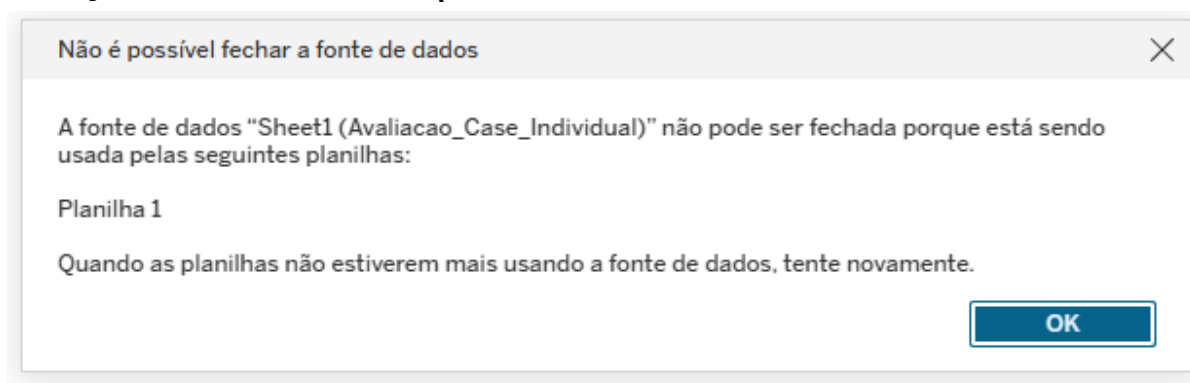 Não é possível fechar a fonte de dados
A fonte de dados “Sheet1 (Avaliacao_Case_Individual)” não pode ser fechada porque está sendo
usada pelas seguintes planilhas:
Planilha 1
Quando as planilhas não estiverem mais usando a fonte de dados, tente novamente.
OK